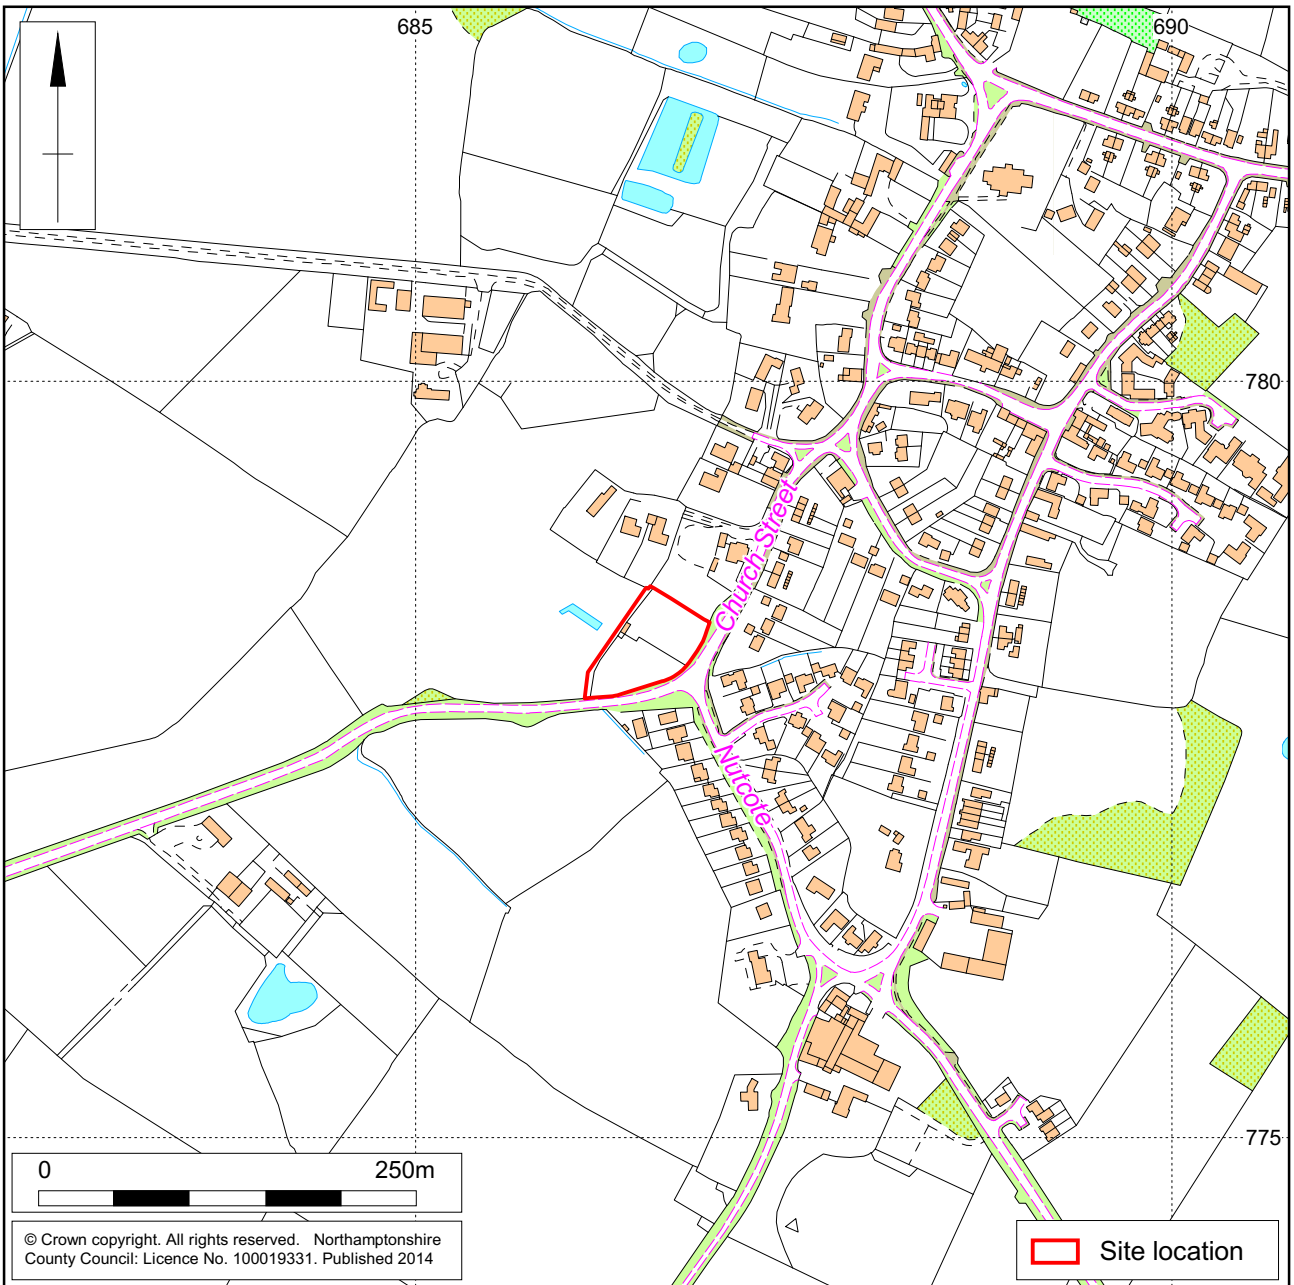 685
690
780
Church Street
Nutcote
775
0 250m
© Crown copyright. All rights reserved. Northamptonshire
County Council: Licence No. 100019331. Published 2014
Site location